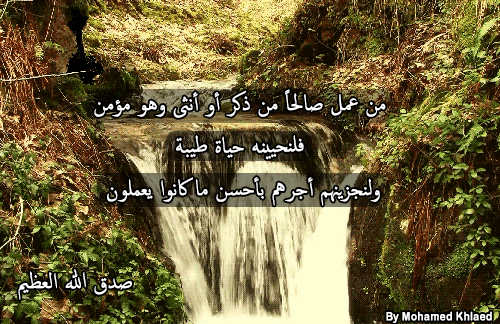 من عمل صالحاً من ذكر أو أنثى وهو مؤمن
فلنحيينه حياة طيبة
ولنجزينهم أجرهم بأحسن ما كانوا يعملون
صدق الله العظيم
By Mohamed Khlaed